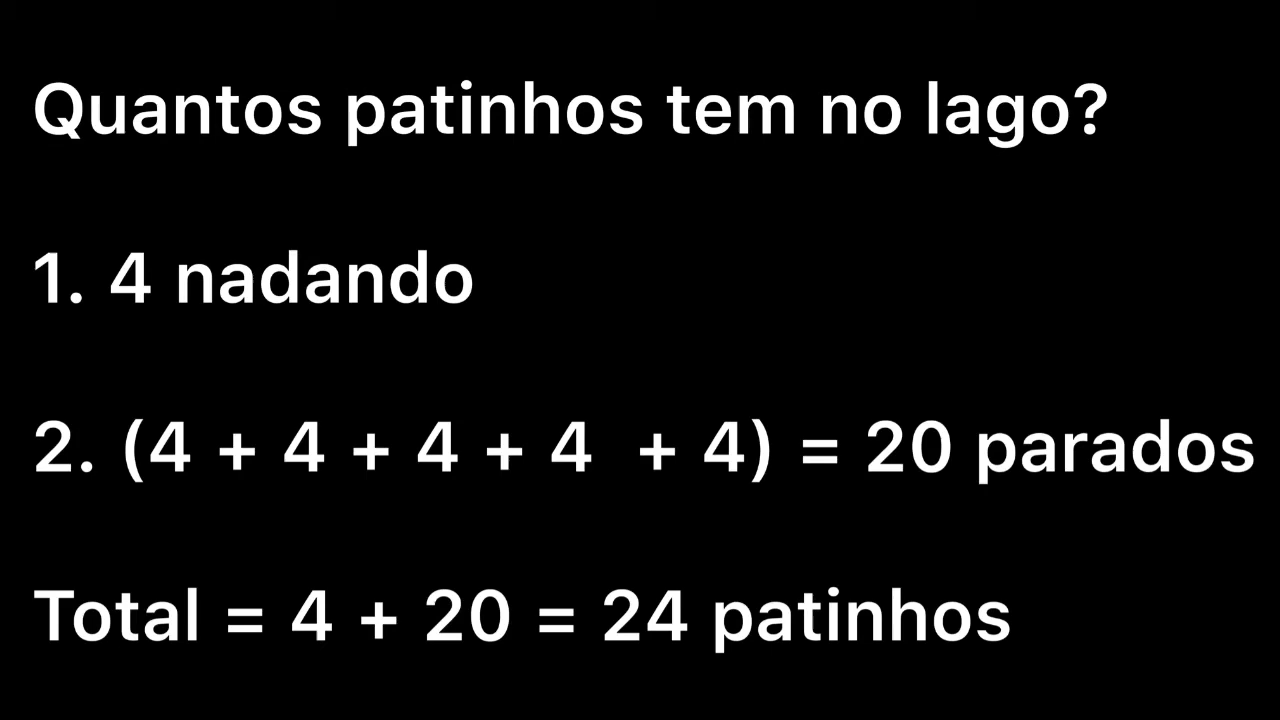 Quantos patinhos tem no lago?
1. 4 nadando
2. (4 + 4 + 4 + 4  + 4) = 20 parados
Total = 4 + 20 = 24 patinhos